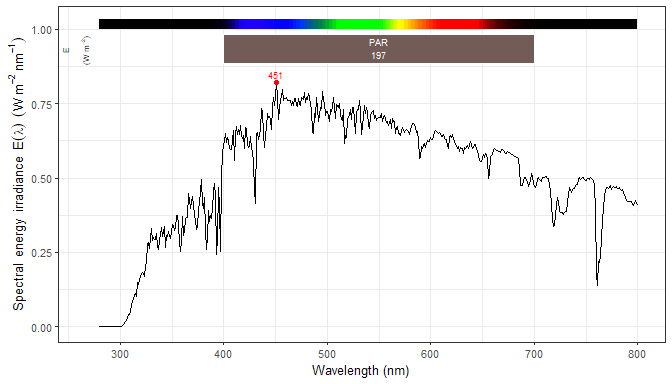 1.00
0.75
0.50
0.25
0.00
Spectral energy irradiance E(λ) (W m⁻² nm⁻¹)
E
(W m⁻²)
PAR
197
451
300
400
500
600
700
800
Wavelength (nm)